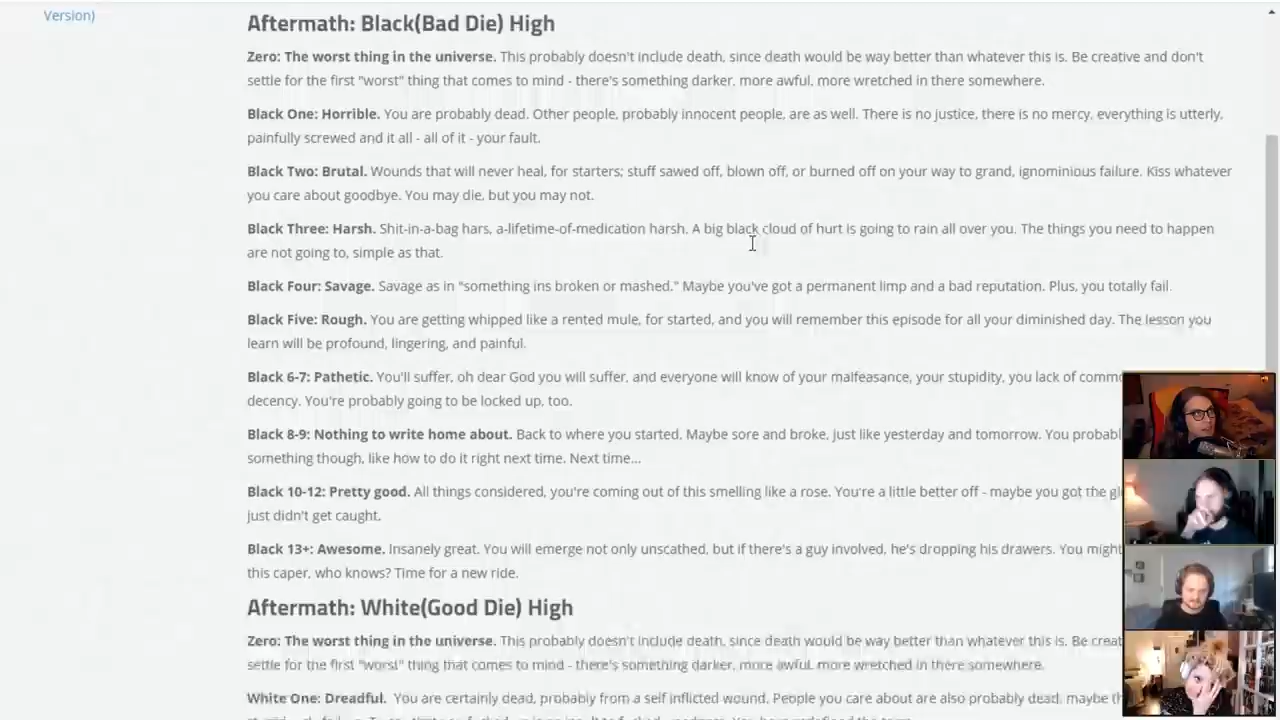 Version)
Aftermath: Black(Bad Die) High
Zero: The worst thing in the universe. This probably doesn't include death, since death would be way better than whatever this is. Be creative and don't
settle for the first "worst" thing that comes to mind - there's something darker, more awful, more wretched in there somewhere.
Black One: Horrible. You are probably dead. Other people, probably innocent people, are as well. There is no justice, there is no mercy, everything is utterly,
painfully screwed and it all - all of it - your fault.
Black Two: Brutal. Wounds that will never heal, for starters; stuff sawed off, blown off, or burned off on your way to grand, ignominious failure. Kiss whatever
you care about goodbye. You may die, but you may not.
Black Three: Harsh. Shit-in-a-bag hars, a-lifetime-of-medication harsh. A big black cloud of hurt is going to rain all over you. The things you need to happen
are not going to, simple as that.
Black Four: Savage. Savage as in "something ins broken or mashed." Maybe you've got a permanent limp and a bad reputation. Plus, you totally fail.
Black Five: Rough. You are getting whipped like a rented mule, for started, and you will remember this episode for all your diminished day. The lesson you
learn will be profound, lingering, and painful.
Black 6-7: Pathetic. You'll suffer, oh dear God you will suffer, and everyone will know of your malfeasance, your stupidity, you lack of comm
decency. You're probably going to be locked up, too.
Black 8-9: Nothing to write home about. Back to where you started. Maybe sore and broke, just like yesterday and tomorrow. You probabl
something though, like how to do it right next time. Next time...
Black 10-12: Pretty good. All things considered, you're coming out of this smelling like a rose. You're a little better off - maybe you got the
just didn't get caught.
Black 13+: Awesome. Insanely great. You will emerge not only unscathed, but if there's a guy involved, he's dropping his drawers. You might
this caper, who knows? Time for a new ride.
Aftermath: White(Good Die) High
Zero: The worst thing in the universe. This probably doesn't include death, since death would be way better than whatever this is. Be creat
settle for the first "worst" thing that comes to mind - there's something darker, more awful, more wretched in there somewhere.
White One: Dreadful. You are certainly dead, probably from a self inflicted wound. People you care about are also probably dead, maybe